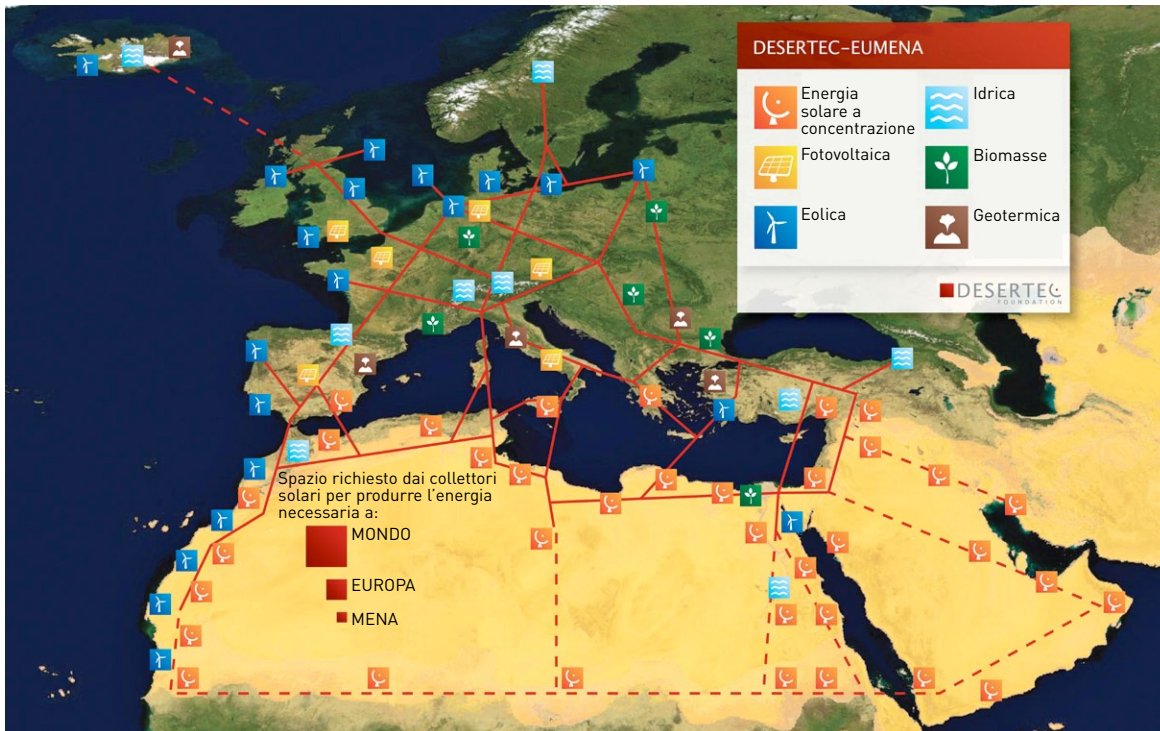 DESERTEC–EUMENA
Energia
solare a
concentrazione
Idrica
Fotovoltaica
Biomasse
Eolica
Geotermica
DESERTEC
FOUNDATION
Spazio richiesto dai collettori
solari per produrre l’energia
necessaria a:
MONDO
EUROPA
MENA